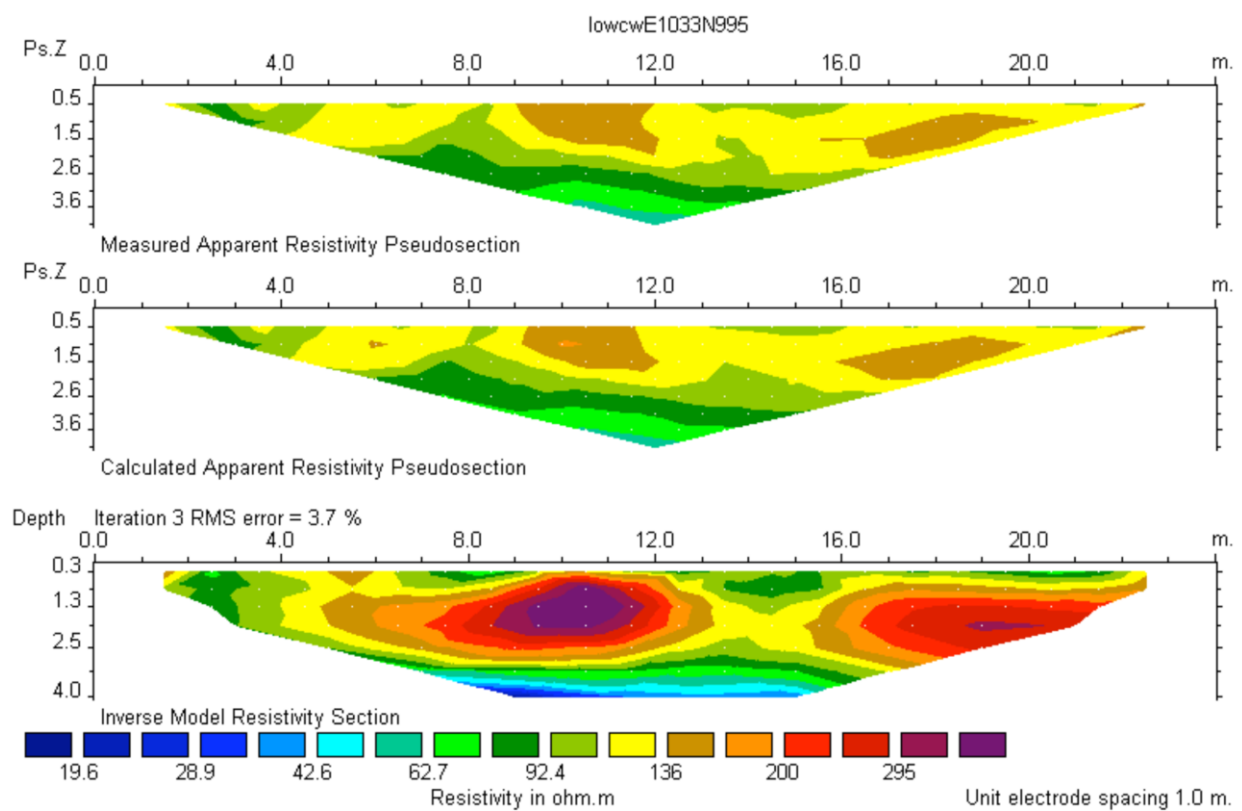 lowcwE1033N995
Ps.Z 0.0 4.0 8.0 12.0 16.0 20.0 m.
0.5
1.5
2.6
3.6
Measured Apparent Resistivity Pseudosection
Ps.Z 0.0 4.0 8.0 12.0 16.0 20.0 m.
0.5
1.5
2.6
3.6
Calculated Apparent Resistivity Pseudosection
Depth Iteration 3 RMS error = 3.7 %
0.0 4.0 8.0 12.0 16.0 20.0 m.
0.3
1.3
2.5
4.0
Inverse Model Resistivity Section
19.6 28.9 42.6 62.7 92.4 136 200 295
Resistivity in ohm.m Unit electrode spacing 1.0 m.